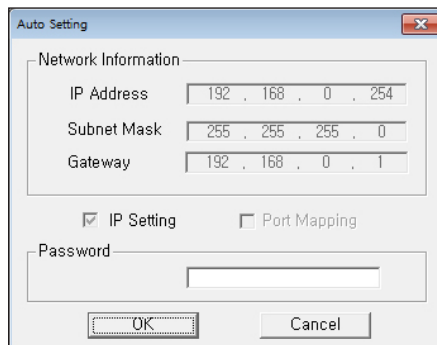 Auto Setting
Network Information
IP Address 192 . 168 . 0 . 254
Subnet Mask 255 . 255 . 255 . 0
Gateway 192 . 168 . 0 . 1
IP Setting Port Mapping
Password
OK Cancel